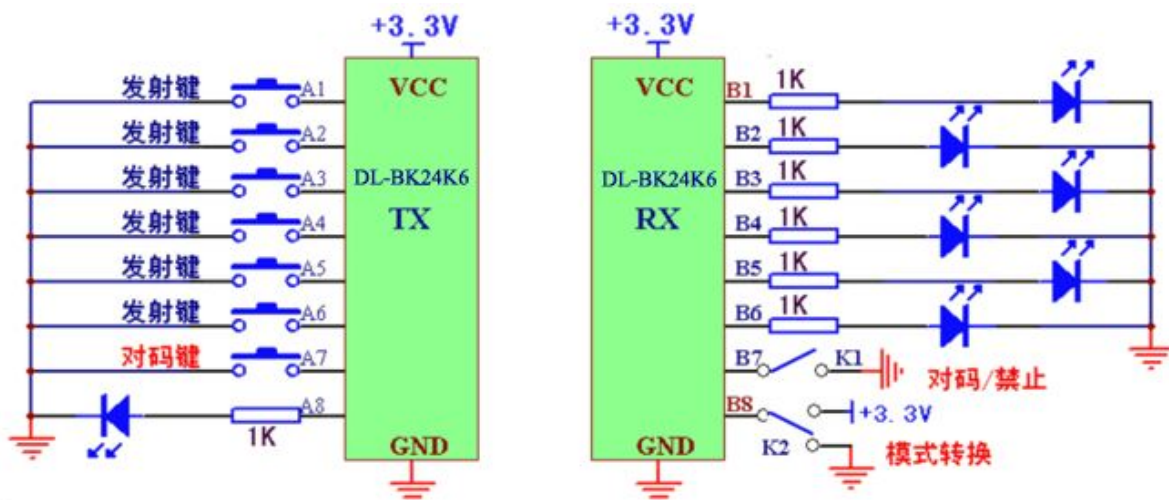 +3.3V
VCC
发射键 A1
发射键 A2
发射键 A3
DL-BK24K6
TX
发射键 A4
发射键 A5
发射键 A6
对码键 A7
A8
1K
GND
+3.3V
VCC
DL-BK24K6
RX
GND
B1 1K
B2 1K
B3 1K
B4 1K
B5 1K
B6 1K
B7 K1 对码/禁止
B8 +3.3V
K2 模式转换